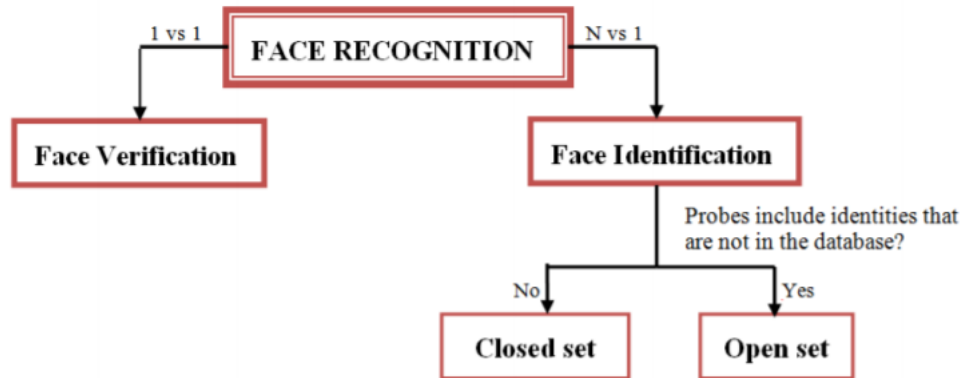 1 vs 1
FACE RECOGNITION
N vs 1
Face Verification
Face Identification
Probes include identities that
are not in the database?
No
Yes
Closed set
Open set